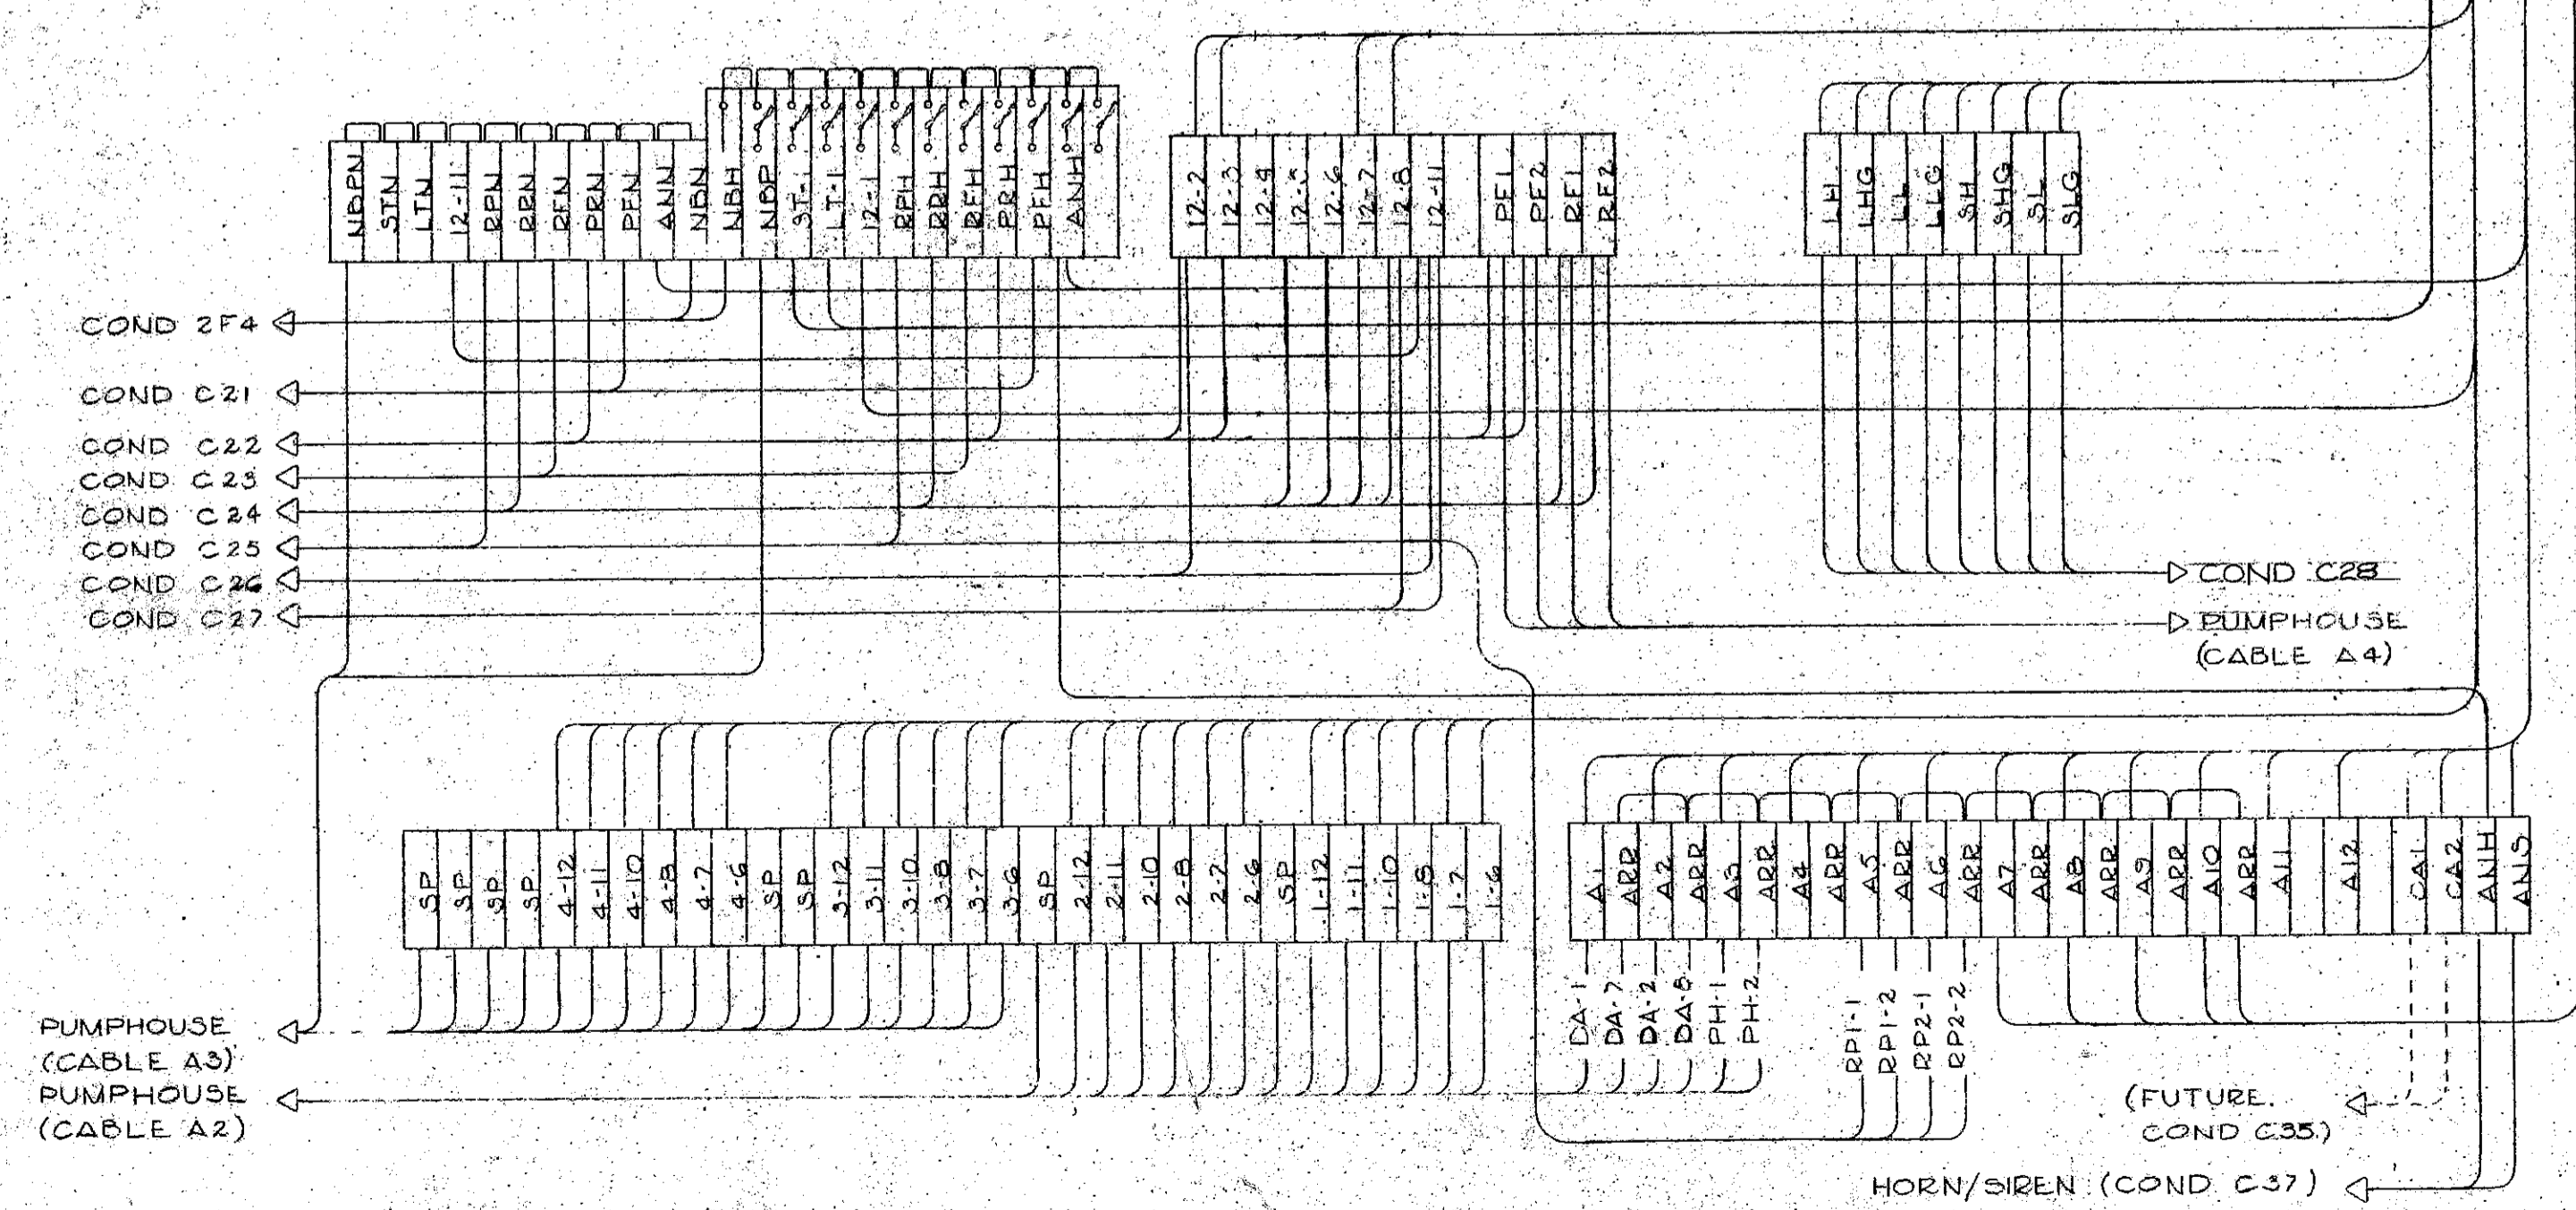 NBPN
STN
LTN
12-11
RPN
RRN
RFN
PRN
PFN
ANN
NBN
NBH
NBP
ST-1
LT-1
12-1
RPH
RRH
RFH
PRH
PFH
ANH
12-2
12-3
12-4
12-5
12-6
12-7
12-8
12-11
PF1
PF2
RF1
RF2
LH
LHG
LL
LLG
SH
SHG
SL
SLG
COND 2F4
COND C21
COND C22
COND C23
COND C24
COND C25
COND C26
COND C27
COND C28
PUMPHOUSE
(CABLE A4)
SP
SP
SP
SP
4-12
4-11
4-10
4-8
4-7
4-6
SP
SP
3-12
3-11
3-10
3-8
3-7
3-6
SP
2-12
2-11
2-10
2-8
2-7
2-6
SP
1-12
1-11
1-10
1-8
1-7
1-6
A1
ARR
A2
ARR
A3
ARR
A4
ARR
A5
ARR
A6
ARR
A7
ARR
A8
ARR
A9
ARR
A10
ARR
A11
A12
CA1
CA2
ANH
ANS
DA-1
DA-7
DA-2
DA-8
PH-1
PH-2
RP1-1
RP1-2
RP2-1
RP2-2
PUMPHOUSE
(CABLE A3)
PUMPHOUSE
(CABLE A2)
(FUTURE.
COND C35.)
HORN/SIREN (COND C37)